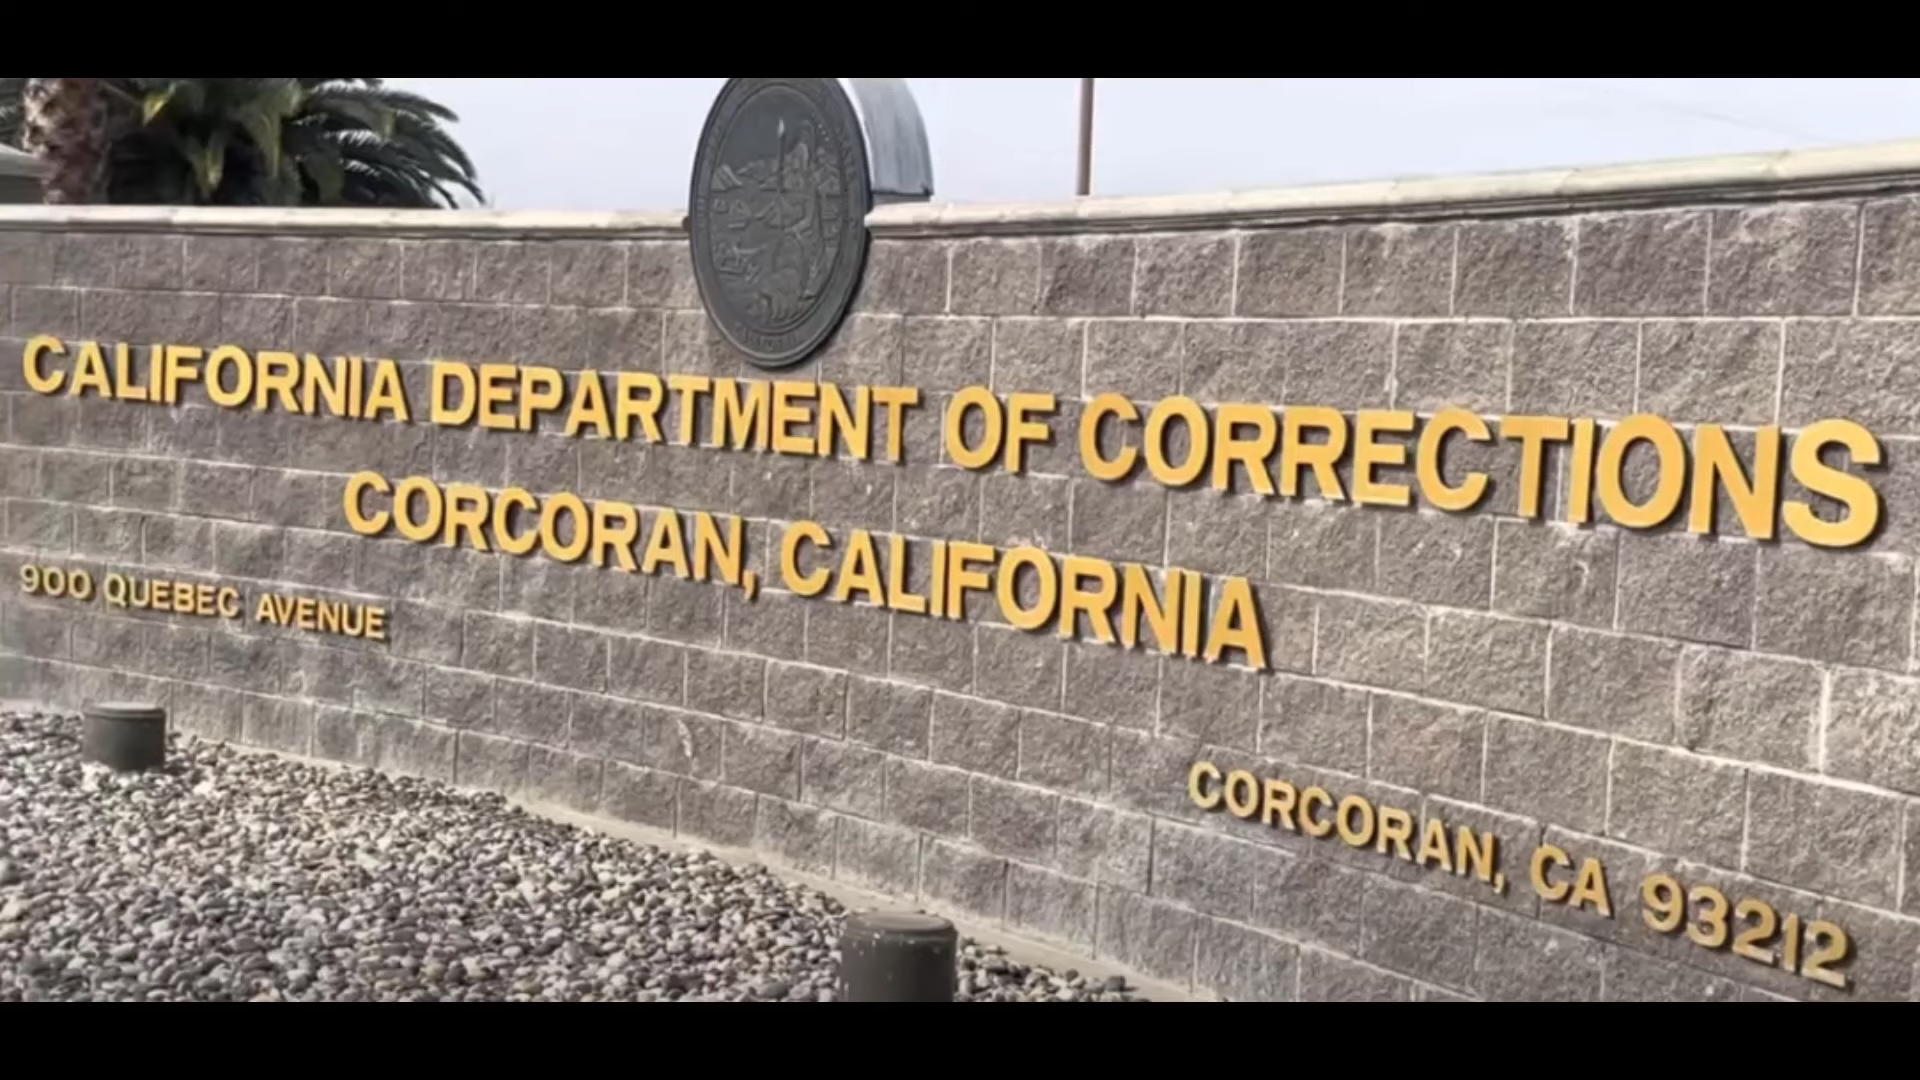 CALIFORNIA DEPARTMENT OF CORRECTIONS
CORCORAN, CALIFORNIA
900 QUEBEC AVENUE
CORCORAN, CA 93212